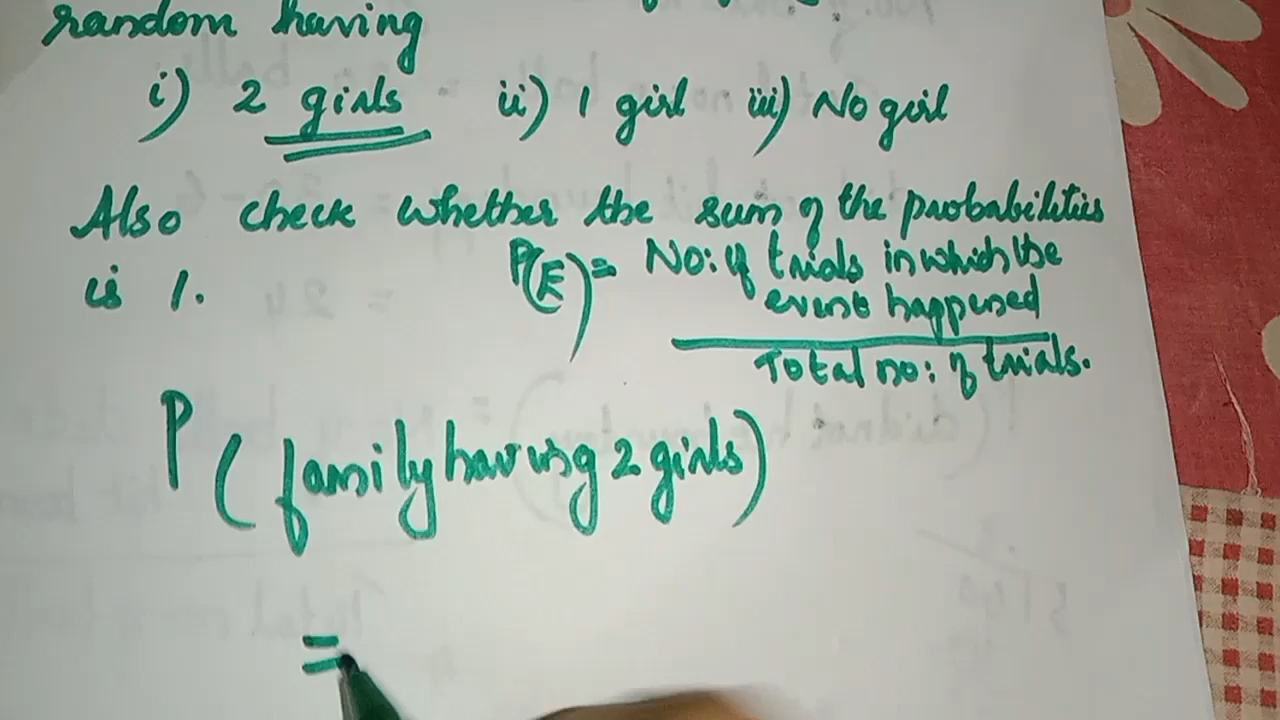 random having
i) 2 girls ii) 1 girl iii) No girl
Also check whether the sum of the probabilities
is 1.
P(E) = No: of trials in which the
event happened
Total no: of trials.
P (family having 2 girls)
=